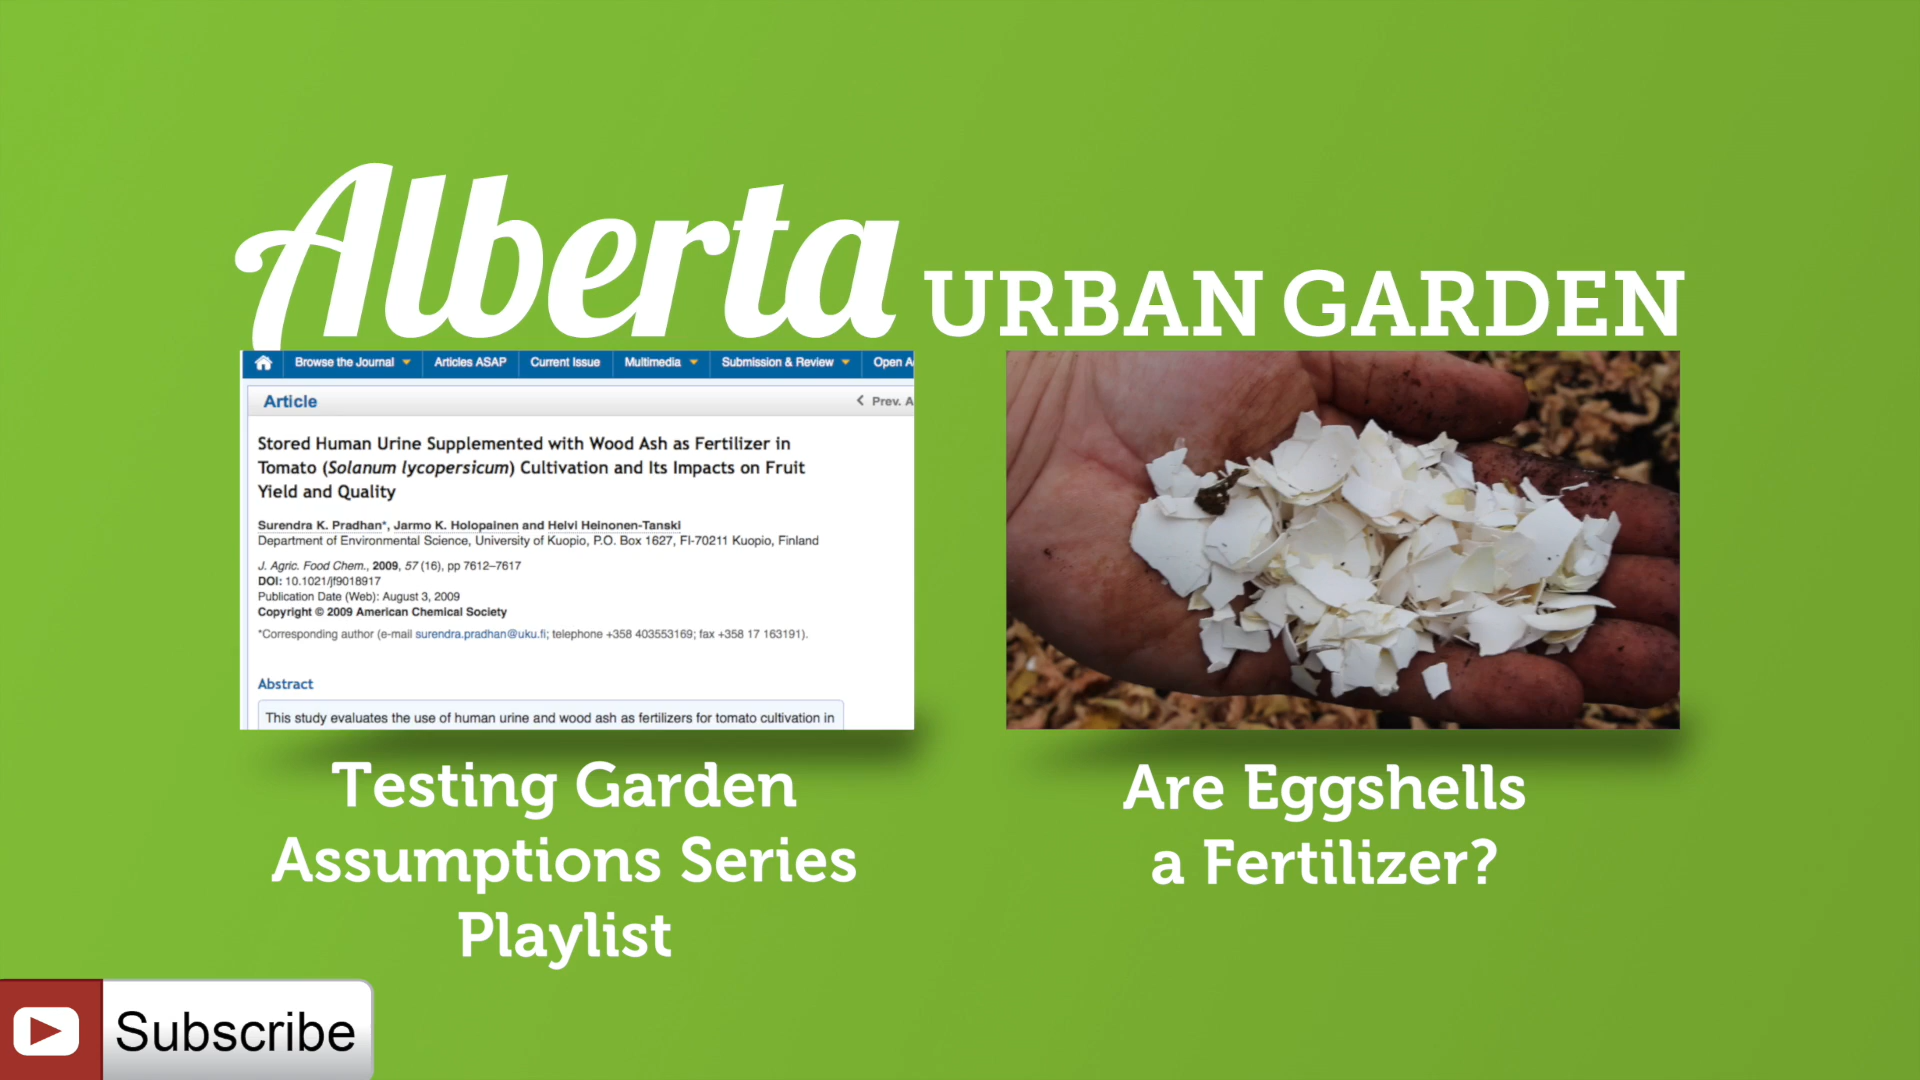 Alberta URBAN GARDEN
Browse the Journal Articles ASAP Current Issue Multimedia Submission & Review Open
Article
Prev.
Stored Human Urine Supplemented with Wood Ash as Fertilizer in
Tomato (Solanum lycopersicum) Cultivation and Its Impacts on Fruit
Yield and Quality
Surendra K. Pradhan*, Jarmo K. Holopainen and Helvi Heinonen-Tanski
Department of Environmental Science, University of Kuopio, P.O. Box 1627, FI-70211 Kuopio, Finland
J. Agric. Food Chem., 2009, 57 (16), pp 7612–7617
DOI: 10.1021/jf9018917
Publication Date (Web): August 3, 2009
Copyright © 2009 American Chemical Society
*Corresponding author (e-mail surendra.pradhan@uku.fi; telephone +358 403553169; fax +358 17 163191).
Abstract
This study evaluates the use of human urine and wood ash as fertilizers for tomato cultivation in
Testing Garden
Assumptions Series
Playlist
Are Eggshells
a Fertilizer?
Subscribe